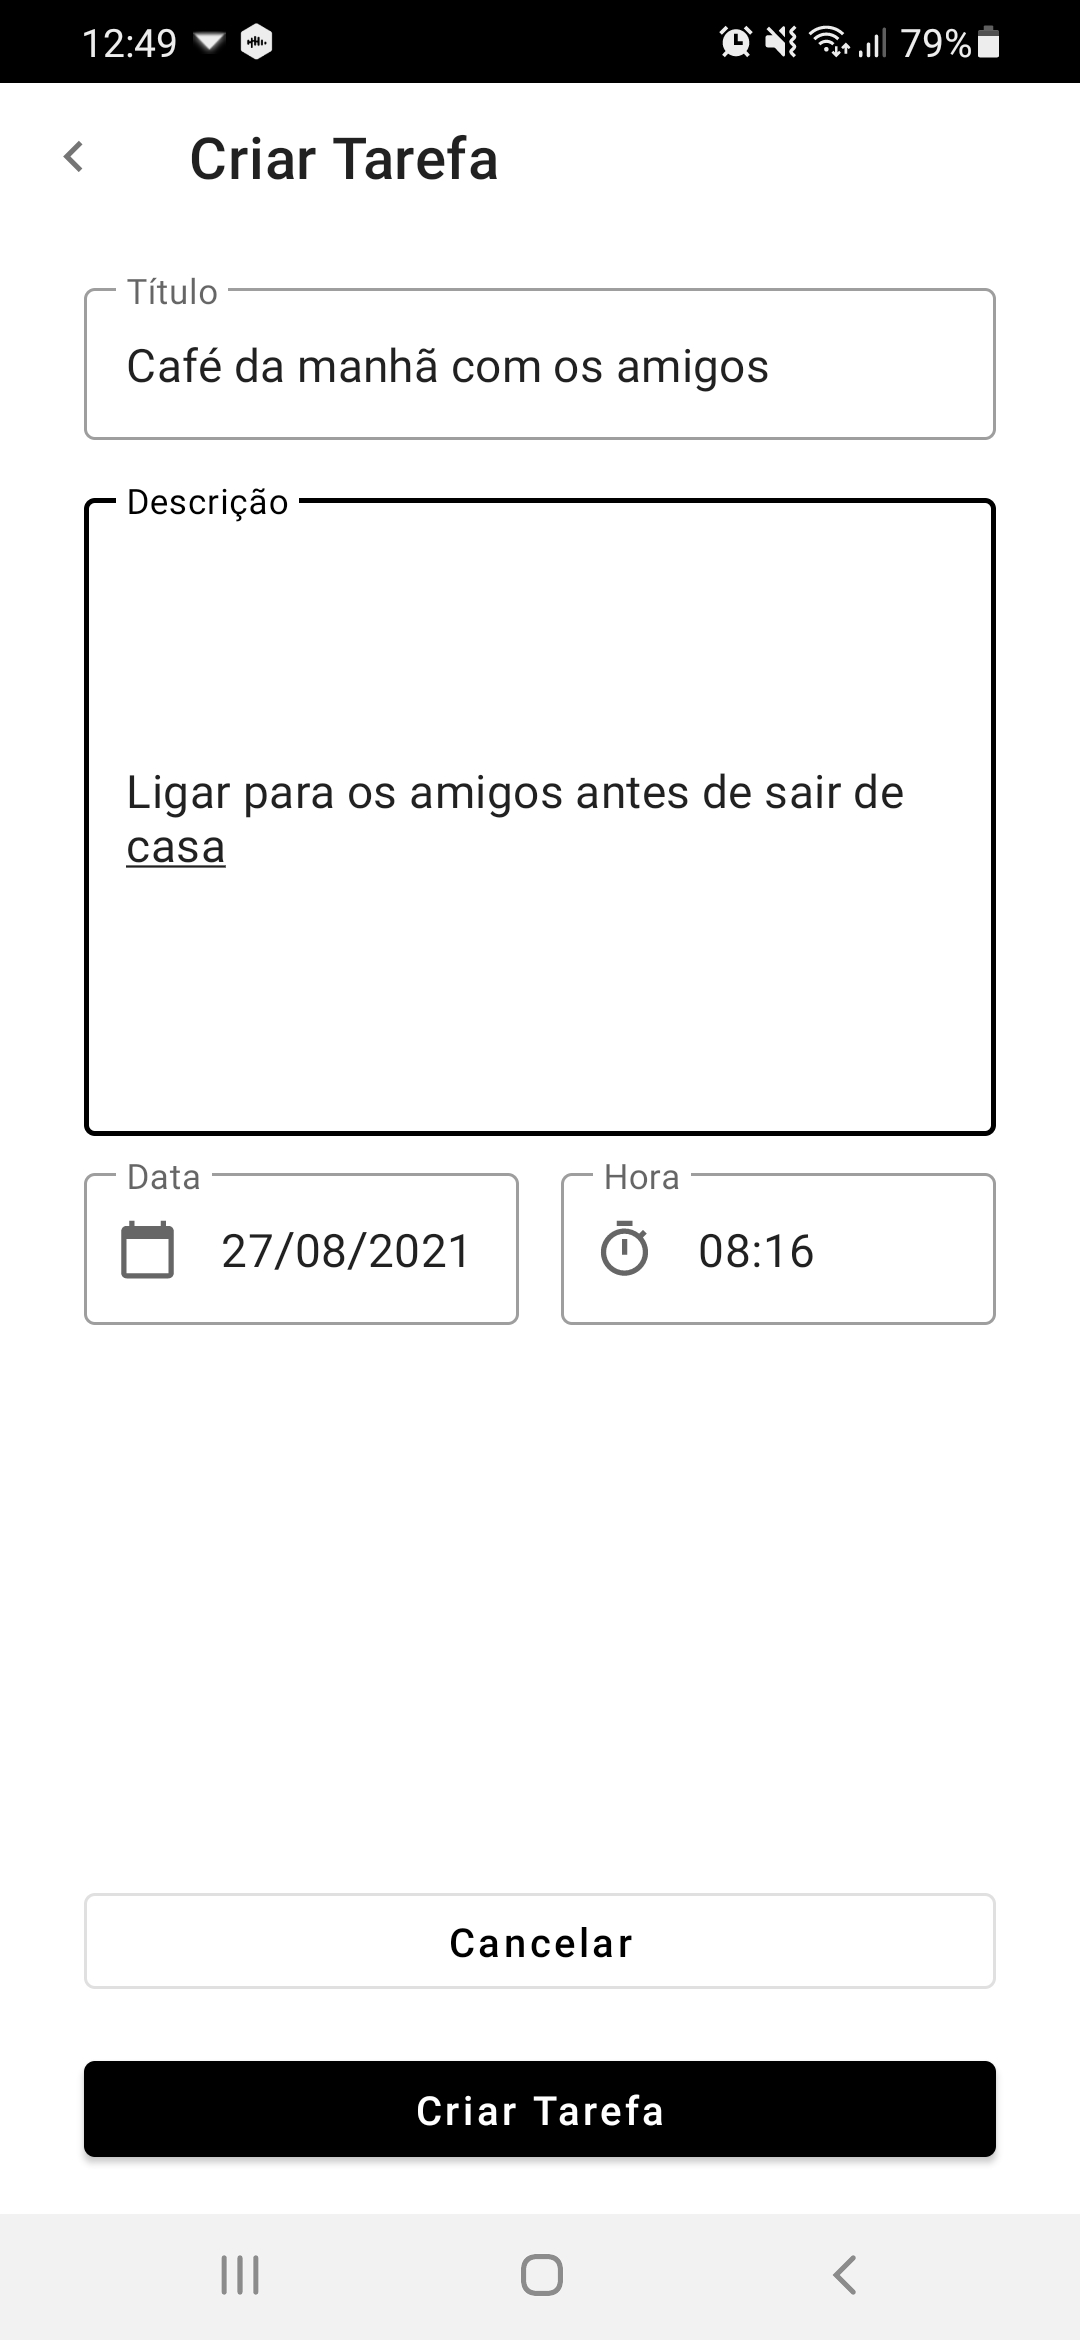 12:49
79%
Criar Tarefa
Título
Café da manhã com os amigos
Descrição
Ligar para os amigos antes de sair de
casa
Data
Hora
27/08/2021
08:16
Cancelar
Criar Tarefa